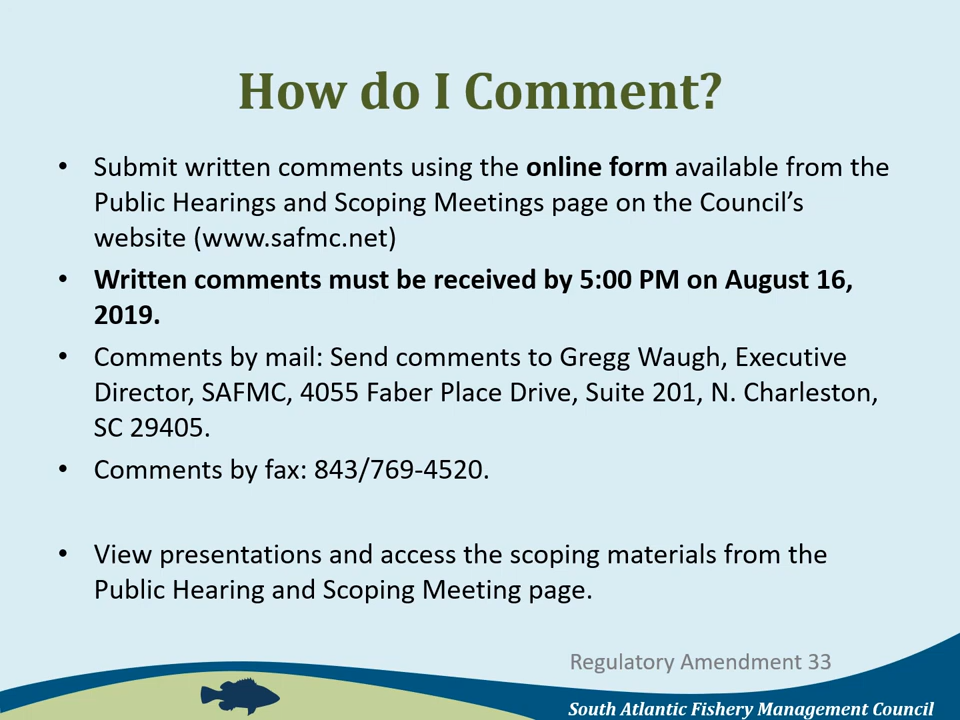 How do I Comment?
• Submit written comments using the online form available from the
Public Hearings and Scoping Meetings page on the Council’s
website (www.safmc.net)
• Written comments must be received by 5:00 PM on August 16,
2019.
• Comments by mail: Send comments to Gregg Waugh, Executive
Director, SAFMC, 4055 Faber Place Drive, Suite 201, N. Charleston,
SC 29405.
• Comments by fax: 843/769-4520.
• View presentations and access the scoping materials from the
Public Hearing and Scoping Meeting page.
Regulatory Amendment 33
South Atlantic Fishery Management Council